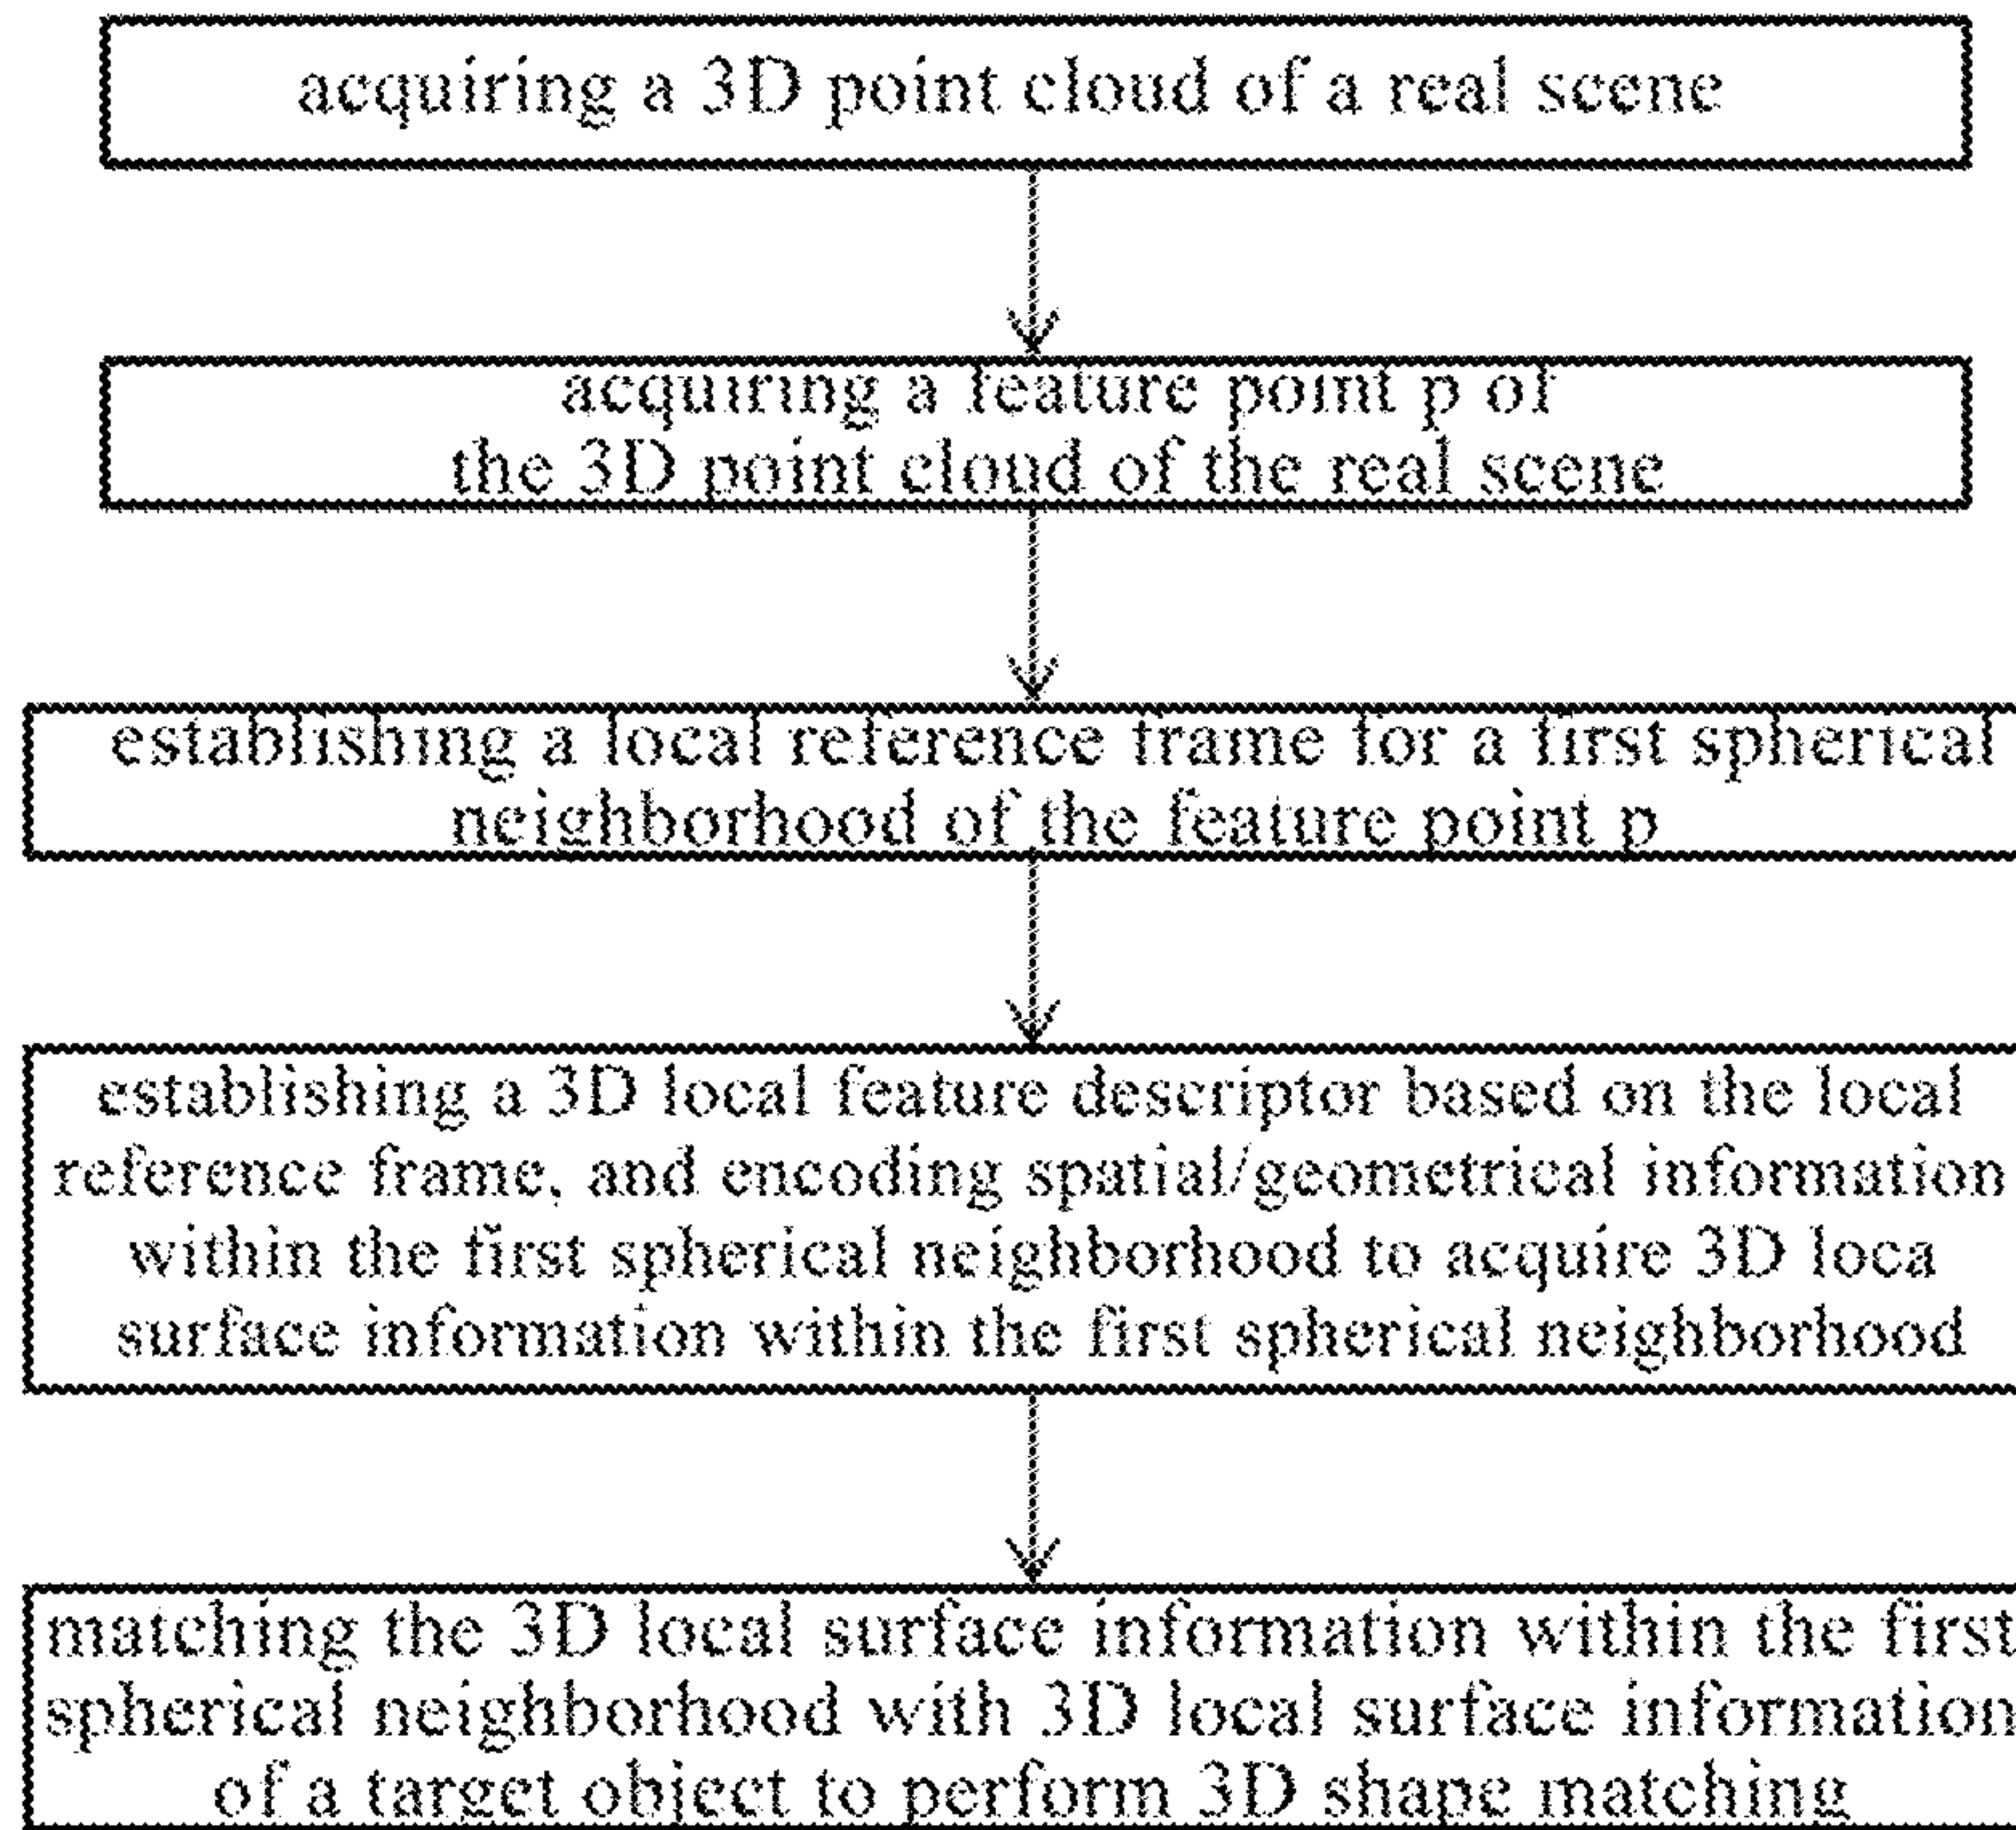 acquiring a 3D point cloud of a real scene
acquiring a feature point p of
the 3D point cloud of the real scene
establishing a local reference frame for a first spherical
neighborhood of the feature point p
establishing a 3D local feature descriptor based on the local
reference frame, and encoding spatial/geometrical information
within the first spherical neighborhood to acquire 3D loca
surface information within the first spherical neighborhood
matching the 3D local surface information within the first
spherical neighborhood with 3D local surface information
of a target object to perform 3D shape matching